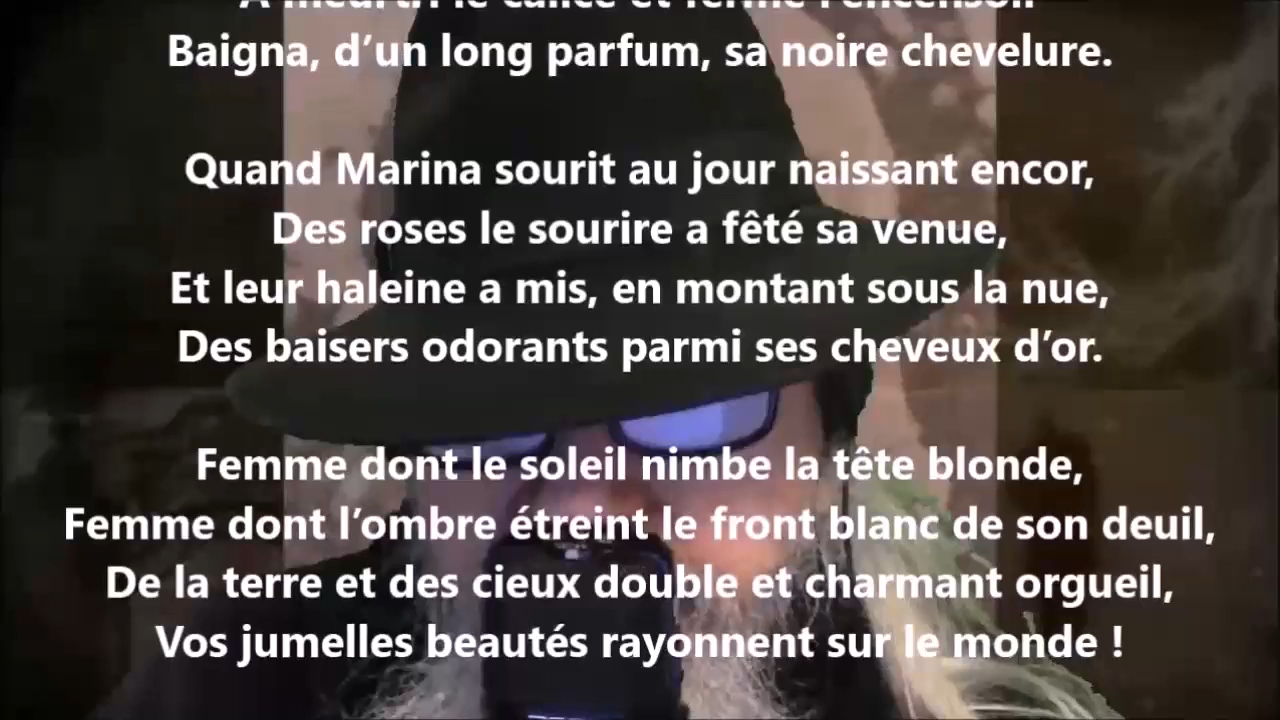 le calice et
Baigna, d’un long parfum, sa noire chevelure.
Quand Marina sourit au jour naissant encor,
Des roses le sourire a fêté sa venue,
Et leur haleine a mis, en montant sous la nue,
Des baisers odorants parmi ses cheveux d’or.
Femme dont le soleil nimbe la tête blonde,
Femme dont l’ombre étreint le front blanc de son deuil,
De la terre et des cieux double et charmant orgueil,
Vos jumelles beautés rayonnent sur le monde !